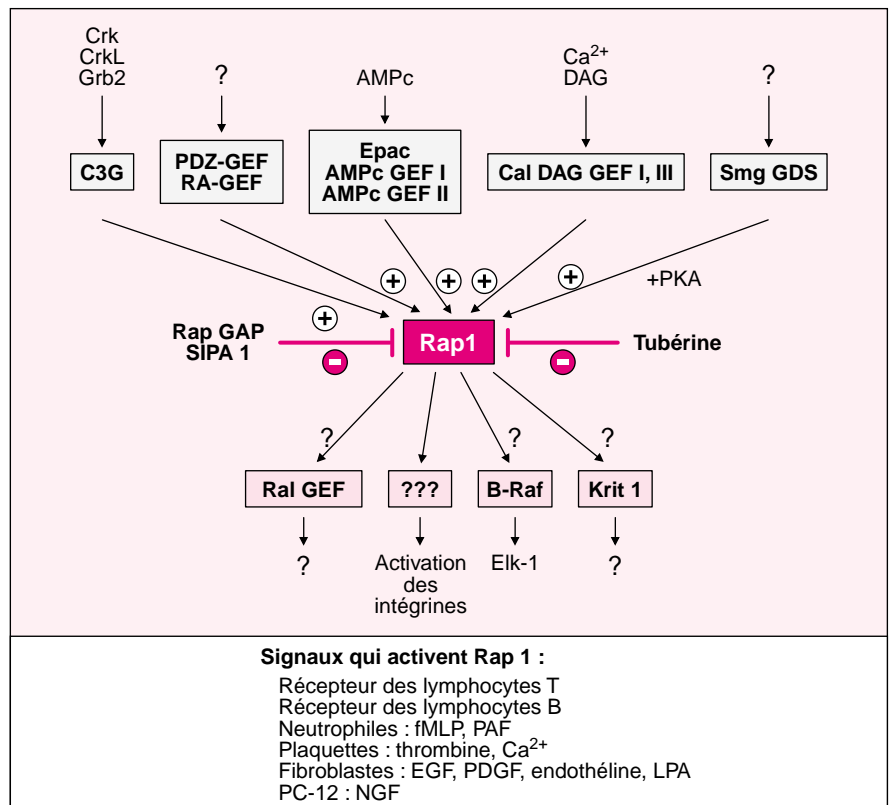 Crk
CrkL
Grb2
?
AMPc
Ca2+
DAG
?
C3G
PDZ-GEF
RA-GEF
Epac
AMPc GEF I
AMPc GEF II
Cal DAG GEF I, III
Smg GDS
+
+
+
+
+PKA
+
Rap GAP
SIPA 1
Rap1
Tubérine
-
-
?
?
?
Ral GEF
???
B-Raf
Krit 1
?
Activation
des
intégrines
Elk-1
?
Signaux qui activent Rap 1 :
Récepteur des lymphocytes T
Récepteur des lymphocytes B
Neutrophiles : fMLP, PAF
Plaquettes : thrombine, Ca2+
Fibroblastes : EGF, PDGF, endothéline, LPA
PC-12 : NGF